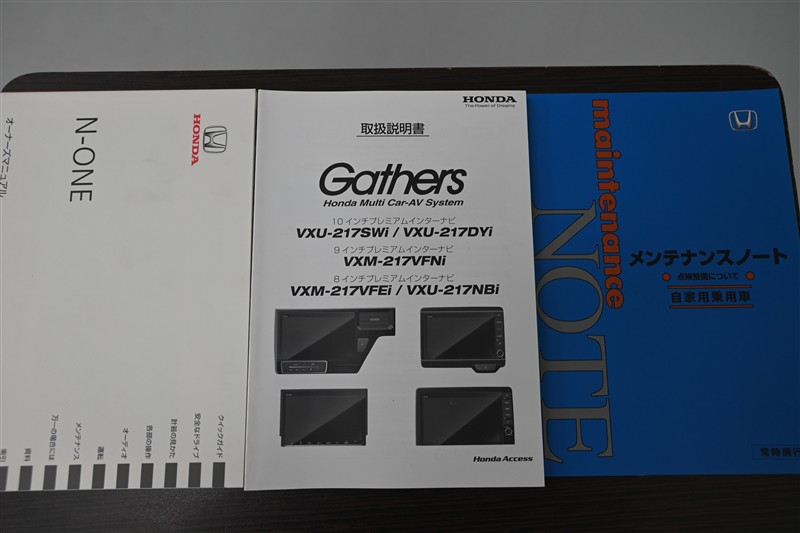 HONDA
N-ONE
オーナーズマニュアル
クイックガイド
安全なドライブ
計器の見かた
各部の操作
オーディオ
運転
メンテナンス
万一の場合には
資料
索引
HONDA
The Power of Dreams
取扱説明書
Gathers
Honda Multi Car-AV System
10インチプレミアムインターナビ
VXU-217SWi / VXU-217DYi
9インチプレミアムインターナビ
VXM-217VFNi
8インチプレミアムインターナビ
VXM-217VFEi / VXU-217NBi
Honda Access
maintenance
NOTE
メンテナンスノート
点検整備について
自家用乗用車
常時携行